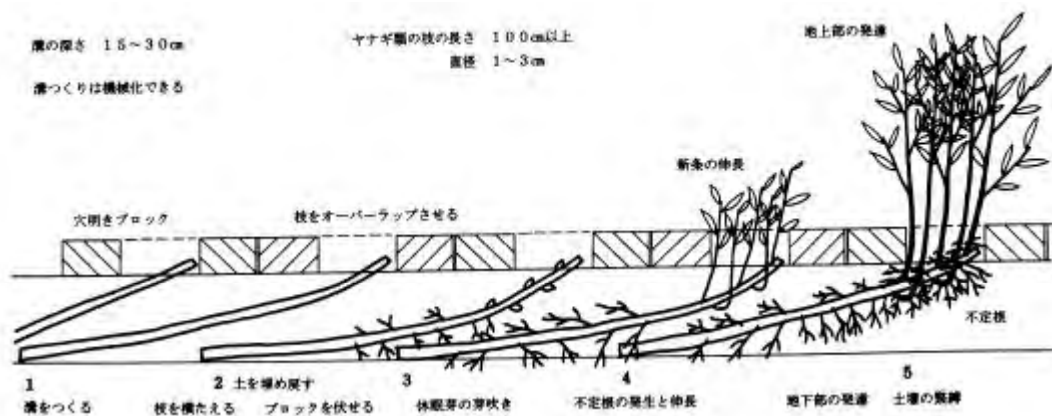 溝の深さ 15～30㎝
溝つくりは機械化できる
ヤナギ類の枝の長さ 100㎝以上
直径 1～3㎝
地上部の発達
新条の伸長
穴明きブロック
枝をオーバーラップさせる
不定根
1
2 土を埋め戻す
3
4
5
溝をつくる
枝を横たえる
ブロックを伏せる
休眠芽の芽吹き
不定根の発生と伸長
地下部の発達
土壌の緊縛